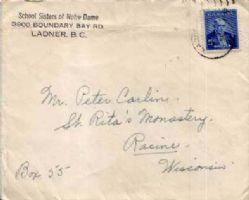 School Sisters of Notre Dame
3900 BOUNDARY BAY RD.
LADNER, B.C.
CANADA
Mr. Peter Carlin.
St. Rita's Monastery.
Racine.
Wisconsin
Box 55